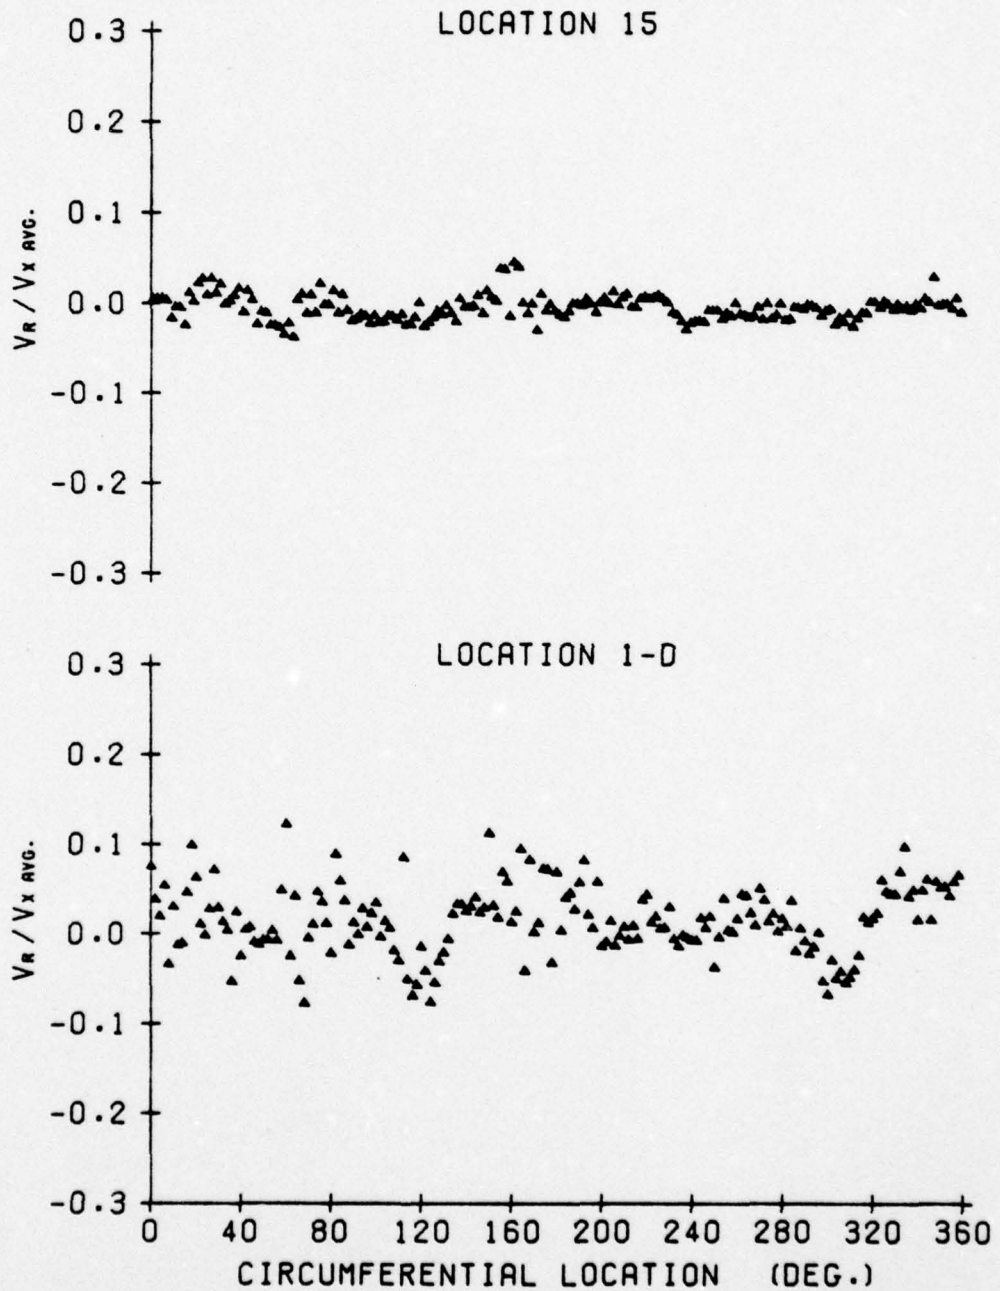 LOCATION 15
0.3
0.2
0.1
0.0
-0.1
-0.2
-0.3
VR / VX AVG.
LOCATION 1-D
0.3
0.2
0.1
0.0
-0.1
-0.2
-0.3
VR / VX AVG.
0 40 80 120 160 200 240 280 320 360
CIRCUMFERENTIAL LOCATION (DEG.)